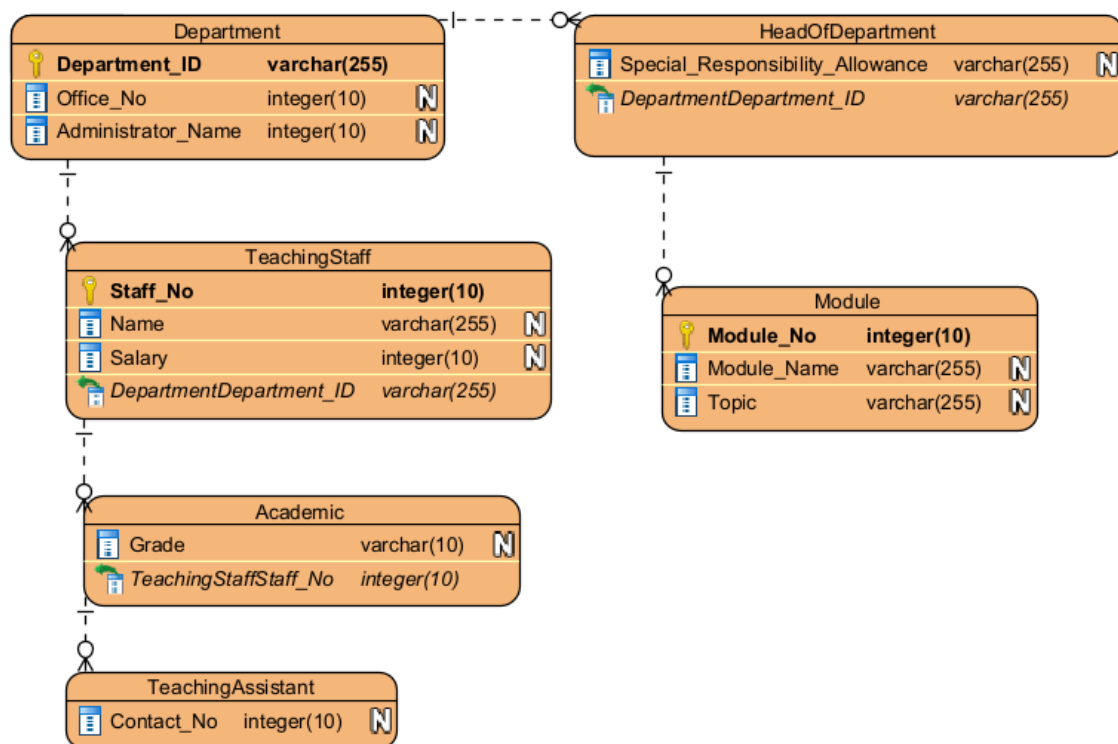 Department
Department_ID varchar(255)
Office_No integer(10) N
Administrator_Name integer(10) N
HeadOfDepartment
Special_Responsibility_Allowance varchar(255) N
DepartmentDepartment_ID varchar(255)
TeachingStaff
Staff_No integer(10)
Name varchar(255) N
Salary integer(10) N
DepartmentDepartment_ID varchar(255)
Module
Module_No integer(10)
Module_Name varchar(255) N
Topic varchar(255) N
Academic
Grade varchar(10) N
TeachingStaffStaff_No integer(10)
TeachingAssistant
Contact_No integer(10) N